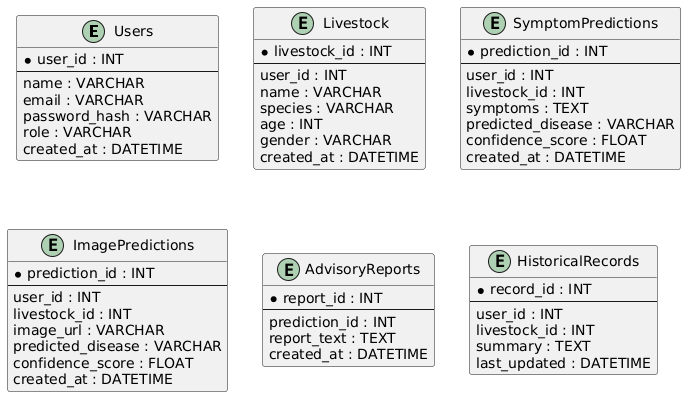 E Users
* user_id : INT
name : VARCHAR
email : VARCHAR
password_hash : VARCHAR
role : VARCHAR
created_at : DATETIME
E Livestock
* livestock_id : INT
user_id : INT
name : VARCHAR
species : VARCHAR
age : INT
gender : VARCHAR
created_at : DATETIME
E SymptomPredictions
* prediction_id : INT
user_id : INT
livestock_id : INT
symptoms : TEXT
predicted_disease : VARCHAR
confidence_score : FLOAT
created_at : DATETIME
E ImagePredictions
* prediction_id : INT
user_id : INT
livestock_id : INT
image_url : VARCHAR
predicted_disease : VARCHAR
confidence_score : FLOAT
created_at : DATETIME
E AdvisoryReports
* report_id : INT
prediction_id : INT
report_text : TEXT
created_at : DATETIME
E HistoricalRecords
* record_id : INT
user_id : INT
livestock_id : INT
summary : TEXT
last_updated : DATETIME